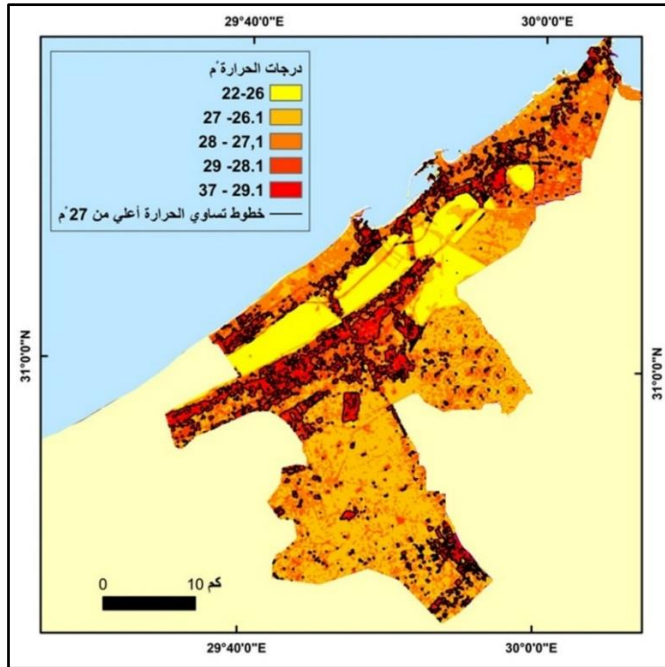 29°40'0"E
30°0'0"E
درجات الحرارة°م
22-26
27 -26.1
28 - 27,1
29 -28.1
37 - 29.1
خطوط تساوي الحرارة أعلي من 27°م
31°0'0"N
31°0'0"N
0
10 كم
29°40'0"E
30°0'0"E